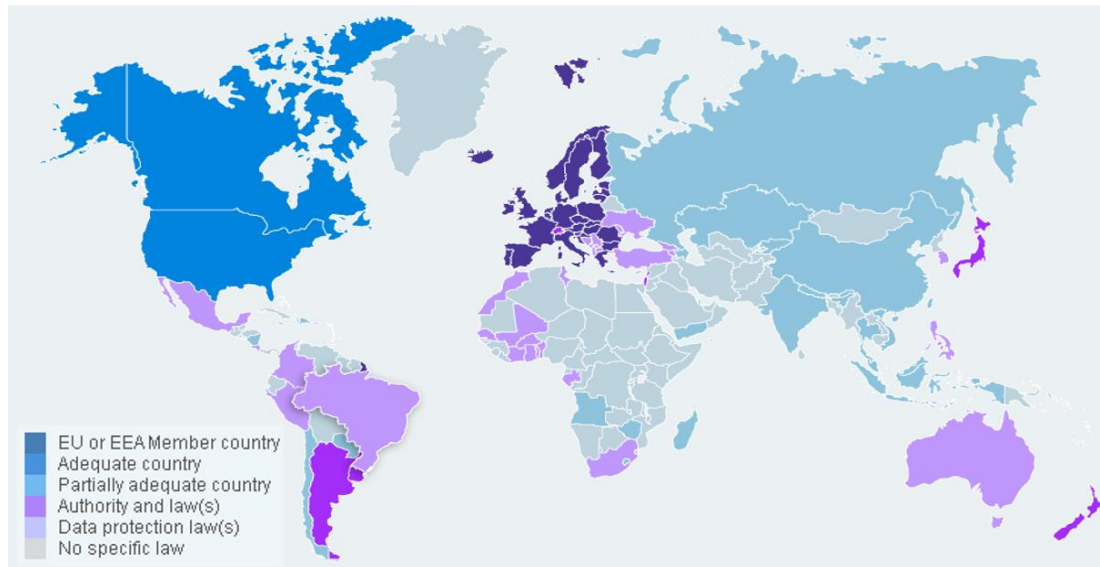 EU or EEA Member country
Adequate country
Partially adequate country
Authority and law(s)
Data protection law(s)
No specific law